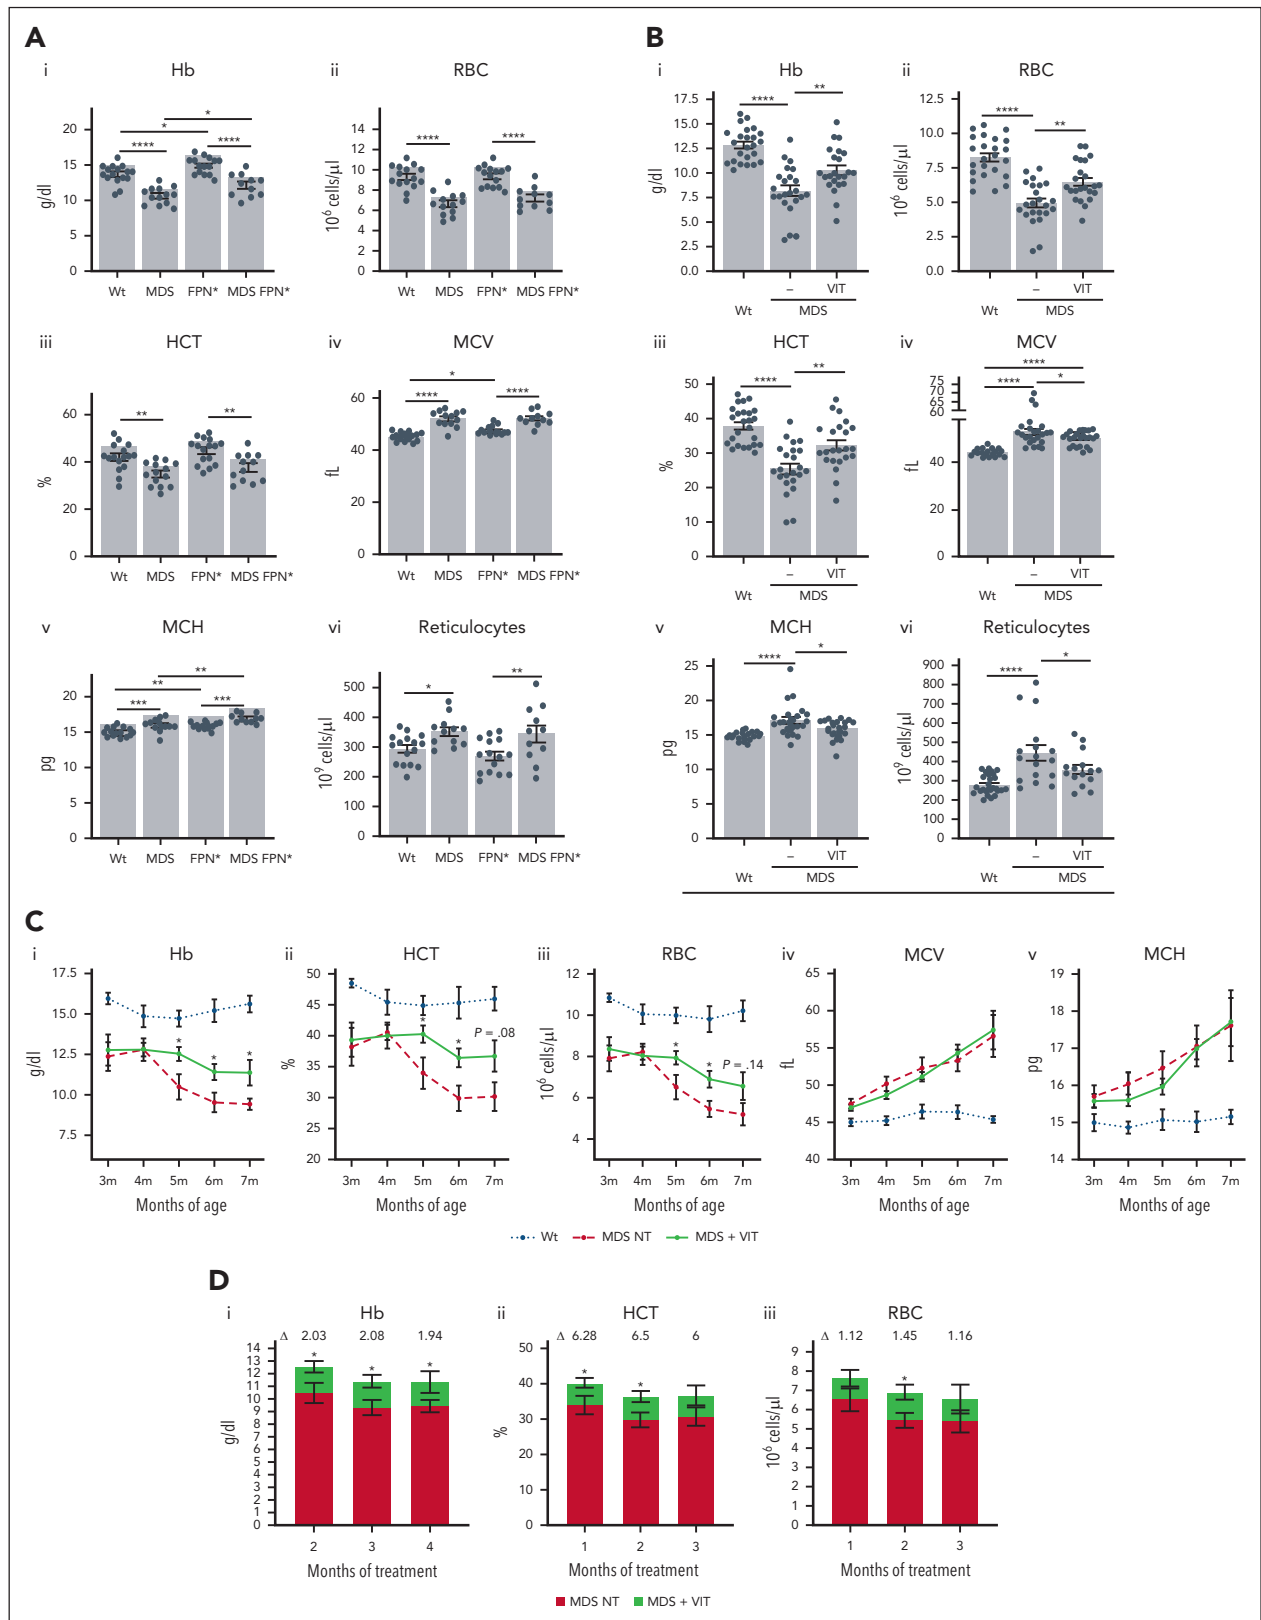 A
i Hb
g/dl
20
15
10
5
0
* *
**** ****
Wt MDS FPN* MDS FPN*
ii RBC
10⁶ cells/µl
14
12
10
8
6
4
2
0
**** ****
Wt MDS FPN* MDS FPN*
iii HCT
%
60
40
20
0
** **
Wt MDS FPN* MDS FPN*
iv MCV
fL
60
40
20
0
*
**** ****
Wt MDS FPN* MDS FPN*
v MCH
pg
20
15
10
5
0
** **
*** ***
Wt MDS FPN* MDS FPN*
vi Reticulocytes
10⁹ cells/µl
500
400
300
200
100
0
* **
Wt MDS FPN* MDS FPN*
B
i Hb
g/dl
17.5
15.0
12.5
10.0
7.5
5.0
2.5
0.0
**** **
– VIT
Wt MDS
ii RBC
10⁶ cells/µl
12.5
10.0
7.5
5.0
2.5
0.0
**** **
– VIT
Wt MDS
iii HCT
%
50
40
30
20
10
0
**** **
– VIT
Wt MDS
iv MCV
fL
75
70
65
60
40
20
0
****
**** *
– VIT
Wt MDS
v MCH
pg
25
20
15
10
5
0
**** *
– VIT
Wt MDS
vi Reticulocytes
10⁹ cells/µl
900
800
700
600
500
400
300
200
100
0
**** *
– VIT
Wt MDS
C
i Hb
g/dl
17.5
15.0
12.5
10.0
7.5
* * *
3m 4m 5m 6m 7m
Months of age
ii HCT
%
50
45
40
35
30
25
20
* * P = .08
3m 4m 5m 6m 7m
Months of age
iii RBC
10⁶ cells/µl
12
10
8
6
4
* * P = .14
3m 4m 5m 6m 7m
Months of age
iv MCV
fL
65
60
55
50
45
40
3m 4m 5m 6m 7m
Months of age
v MCH
pg
19
18
17
16
15
14
3m 4m 5m 6m 7m
Months of age
Wt MDS NT MDS + VIT
D
i Hb
Δ 2.03 2.08 1.94
g/dl
14
13
12
11
10
9
8
7
6
5
4
3
2
1
0
* * *
2 3 4
Months of treatment
ii HCT
Δ 6.28 6.5 6
%
50
40
30
20
10
0
* *
1 2 3
Months of treatment
iii RBC
Δ 1.12 1.45 1.16
10⁶ cells/µl
9
8
7
6
5
4
3
2
1
0
*
1 2 3
Months of treatment
MDS NT MDS + VIT